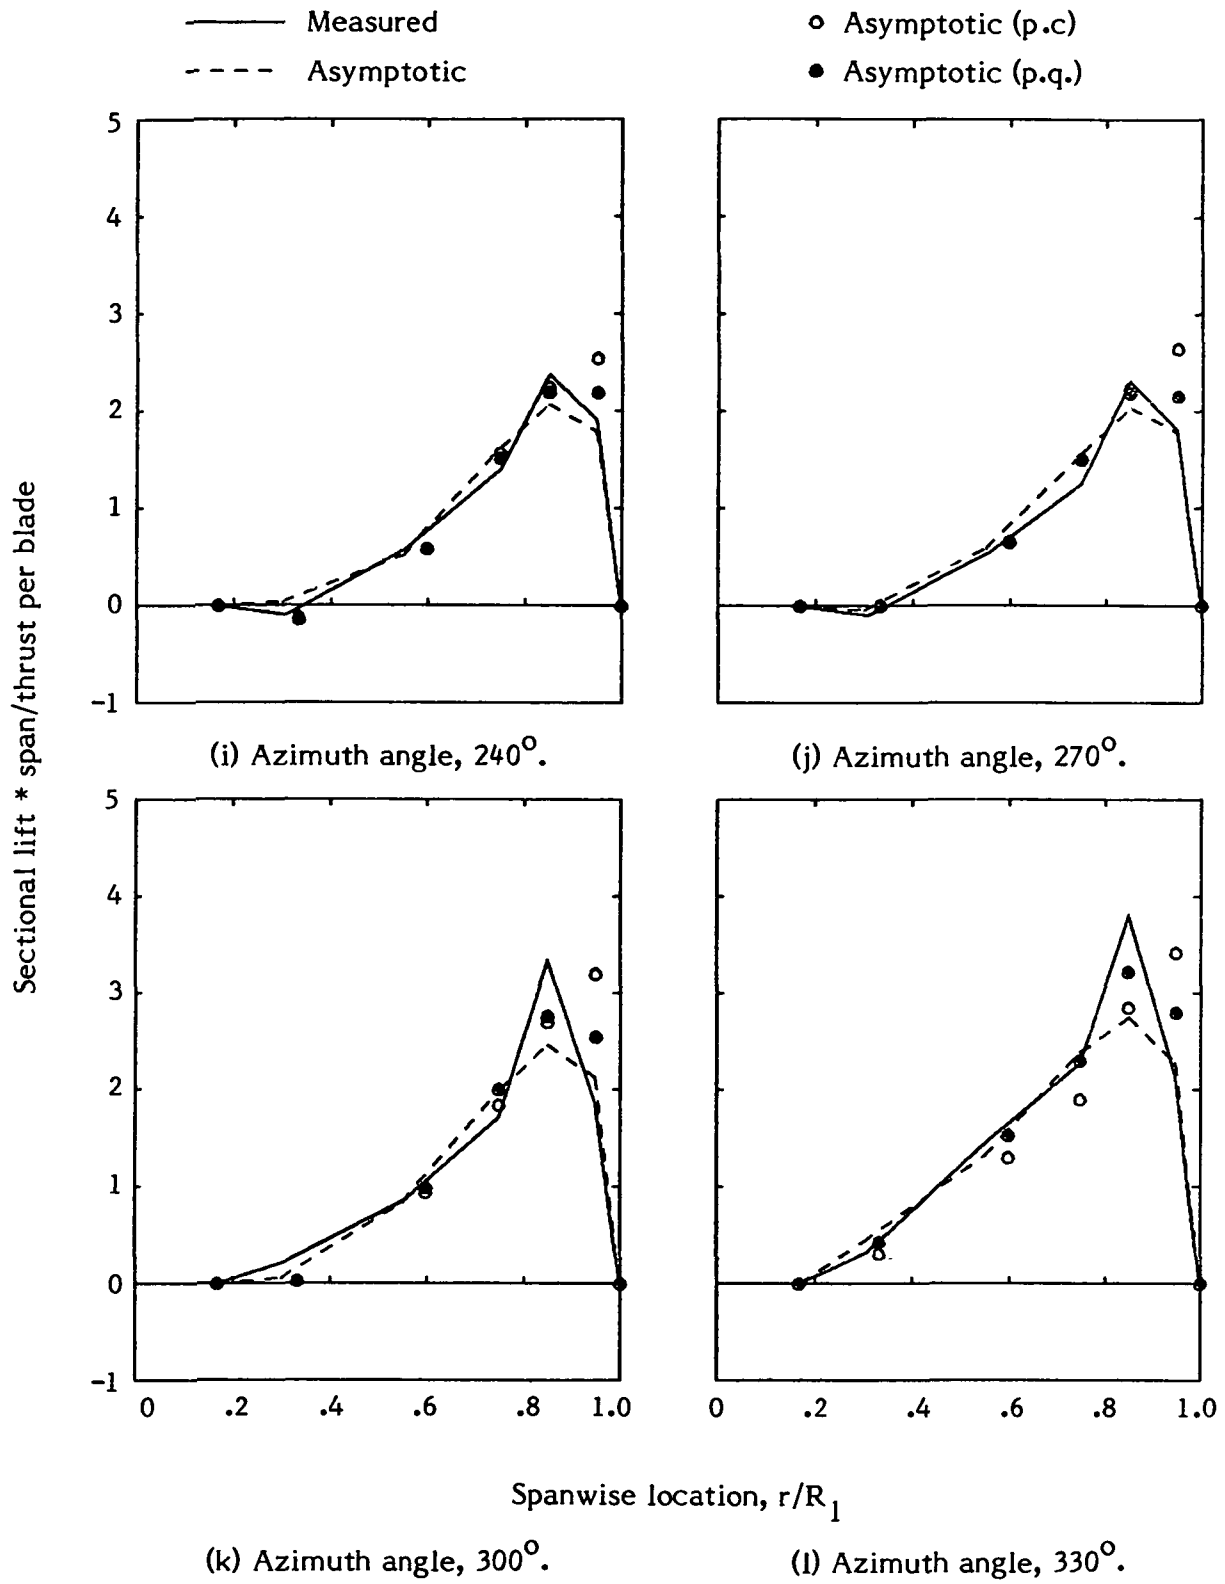 Measured
Asymptotic
Asymptotic (p.c)
Asymptotic (p.q.)
Sectional lift * span/thrust per blade
5
4
3
2
1
0
-1
(i) Azimuth angle, 240°.
(j) Azimuth angle, 270°.
5
4
3
2
1
0
-1
0 .2 .4 .6 .8 1.0
0 .2 .4 .6 .8 1.0
Spanwise location, r/R1
(k) Azimuth angle, 300°.
(l) Azimuth angle, 330°.